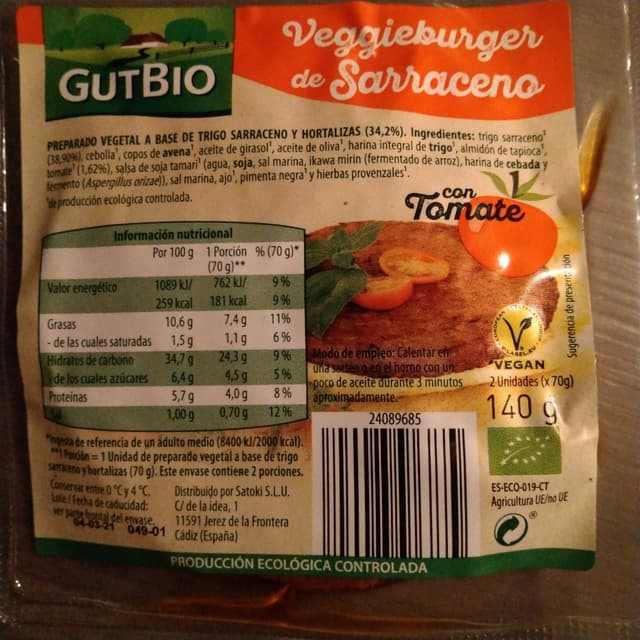 GUTBIO
Veggieburger
de Sarraceno
PREPARADO VEGETAL A BASE DE TRIGO SARRACENO Y HORTALIZAS (34,2%). Ingredientes: trigo sarraceno¹
(38,90%), cebolla¹, copos de avena¹, aceite de girasol¹, aceite de oliva¹, harina integral de trigo¹, almidón de tapioca¹,
tomate¹ (1,62%), salsa de soja tamari¹ (agua, soja, sal marina, ikawa mirin (fermentado de arroz), harina de cebada y
fermento (Aspergillus orizae)), sal marina, ajo¹, pimenta negra¹ y hierbas provenzales¹.
¹de producción ecológica controlada.
con
Tomate
Información nutricional
Por 100 g 1 Porción % (70 g)*
(70 g)**
Valor energético 1089 kJ/ 762 kJ/ 9 %
259 kcal 181 kcal 9 %
Grasas 10,6 g 7,4 g 11%
- de las cuales saturadas 1,5 g 1,1 g 6 %
Hidratos de carbono 34,7 g 24,3 g 9%
- de los cuales azúcares 6,4 g 4,5 g 5%
Proteínas 5,7 g 4,0 g 8 %
Sal 1,00 g 0,70 g 12 %
*Ingesta de referencia de un adulto medio (8400 kJ/2000 kcal).
**1 Porción = 1 Unidad de preparado vegetal a base de trigo
sarraceno y hortalizas (70 g). Este envase contiene 2 porciones.
Conservar entre 0 °C y 4 °C.
Lote / Fecha de caducidad:
ver parte frontal del envase.
04-03-21 049-01
Distribuido por Satoki S.L.U.
C/ de la idea, 1
11591 Jerez de la Frontera
Cádiz (España)
Modo de empleo: Calentar en
una sartén o en el horno con un
poco de aceite durante 3 minutos
aproximadamente.
24089685
Sugerencia de presentación
VEGAN
2 Unidades (x 70g)
140 g
ES-ECO-019-CT
Agricultura UE/no UE
PRODUCCIÓN ECOLÓGICA CONTROLADA